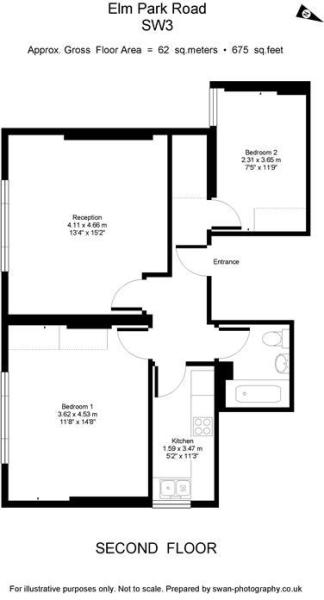 Elm Park Road
SW3
N
Approx. Gross Floor Area = 62 sq.meters • 675 sq.feet
Bedroom 2
2.31 x 3.65 m
7'5" x 11'9"
Reception
4.11 x 4.66 m
13'4" x 15'2"
Entrance
Bedroom 1
3.62 x 4.53 m
11'8" x 14'8"
Kitchen
1.59 x 3.47 m
5'2" x 11'3"
SECOND FLOOR
For illustrative purposes only. Not to scale. Prepared by swan-photography.co.uk